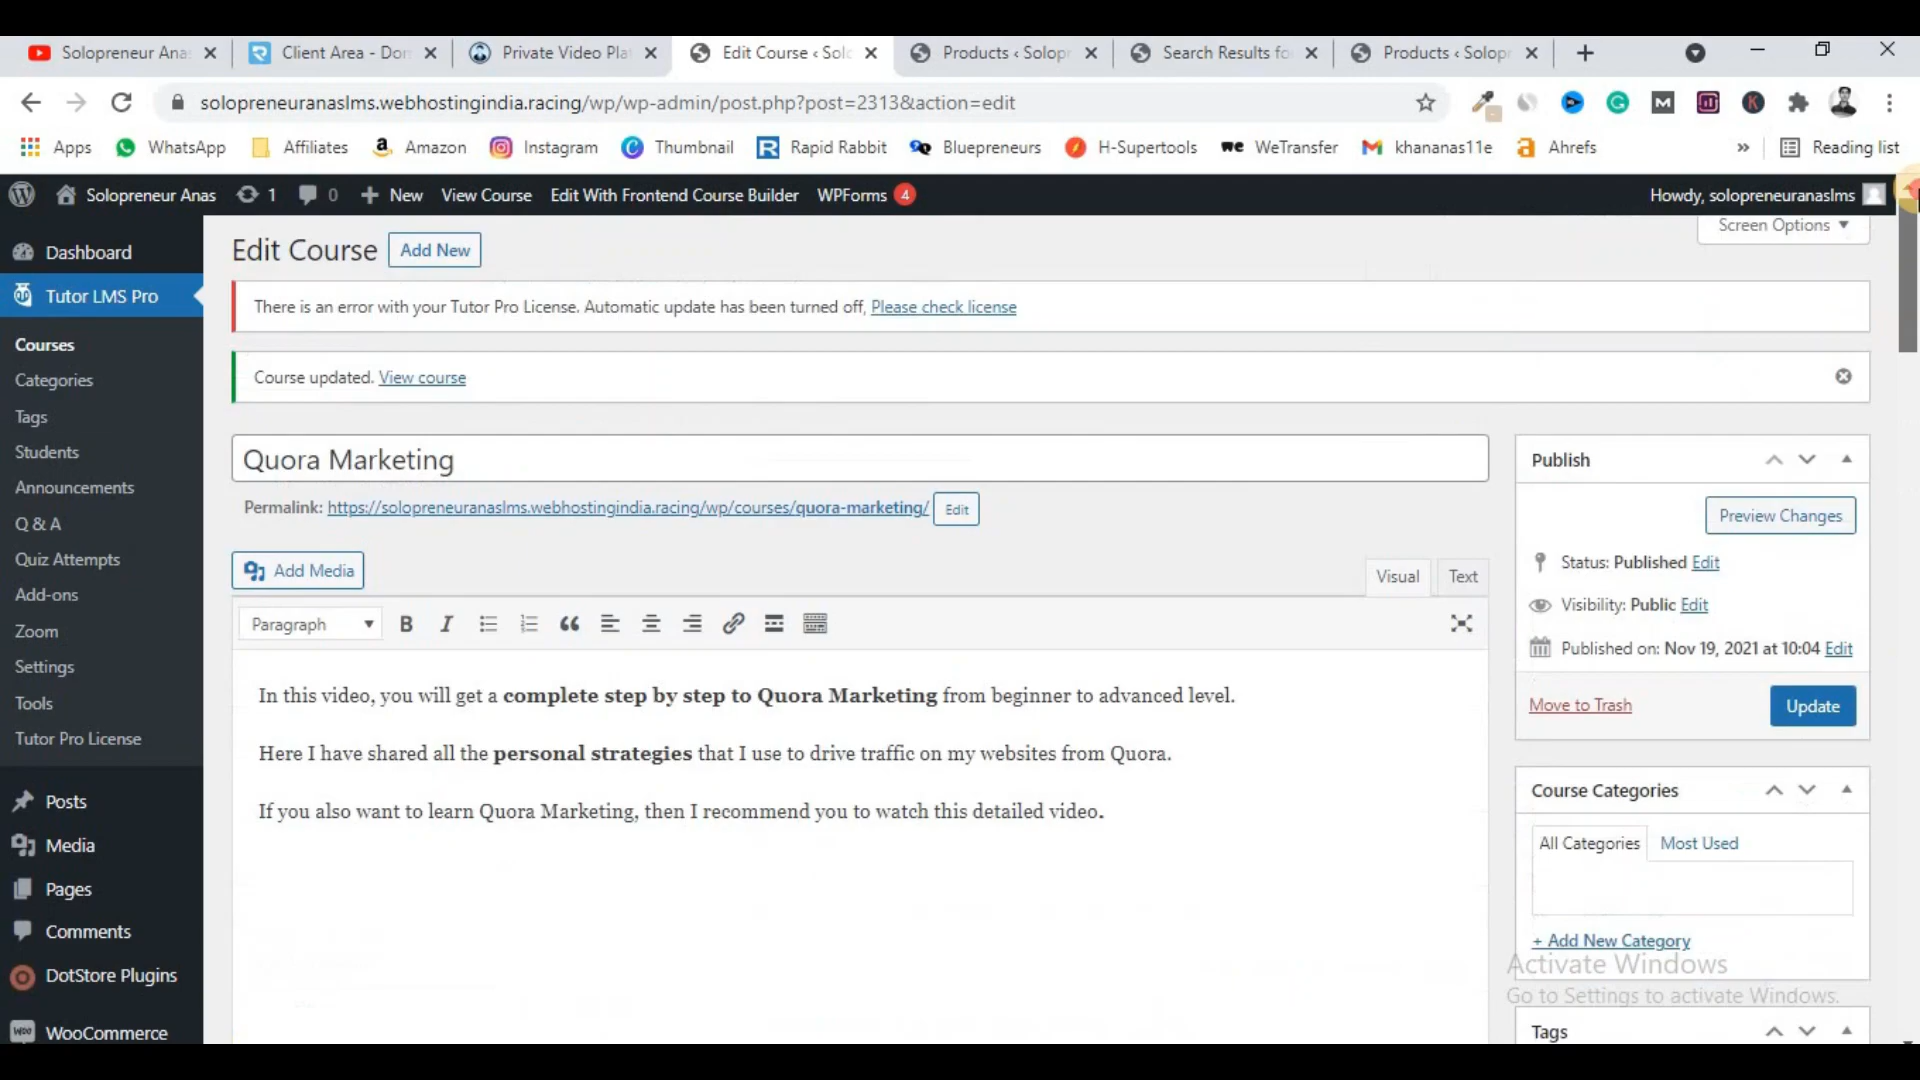 Solopreneur Ana
Client Area - Dom
Private Video Pla
Edit Course ‹ Solo
Products ‹ Solopr
Search Results fo
Products ‹ Solopr
solopreneuranaslms.webhostingindia.racing/wp/wp-admin/post.php?post=2313&action=edit
Apps
WhatsApp
Affiliates
Amazon
Instagram
Thumbnail
Rapid Rabbit
Bluepreneurs
H-Supertools
WeTransfer
khananas11e
Ahrefs
»
Reading list
Solopreneur Anas
1
0
New
View Course
Edit With Frontend Course Builder
WPForms 4
Howdy, solopreneuranaslms
Screen Options
Dashboard
Tutor LMS Pro
Courses
Categories
Tags
Students
Announcements
Q & A
Quiz Attempts
Add-ons
Zoom
Settings
Tools
Tutor Pro License
Posts
Media
Pages
Comments
DotStore Plugins
WooCommerce
Edit Course
Add New
There is an error with your Tutor Pro License. Automatic update has been turned off, Please check license
Course updated. View course
Quora Marketing
Permalink: https://solopreneuranaslms.webhostingindia.racing/wp/courses/quora-marketing/
Edit
Add Media
Visual
Text
Paragraph
B
I
In this video, you will get a complete step by step to Quora Marketing from beginner to advanced level.
Here I have shared all the personal strategies that I use to drive traffic on my websites from Quora.
If you also want to learn Quora Marketing, then I recommend you to watch this detailed video.
Publish
Preview Changes
Status: Published Edit
Visibility: Public Edit
Published on: Nov 19, 2021 at 10:04 Edit
Move to Trash
Update
Course Categories
All Categories
Most Used
+ Add New Category
Activate Windows
Go to Settings to activate Windows.
Tags